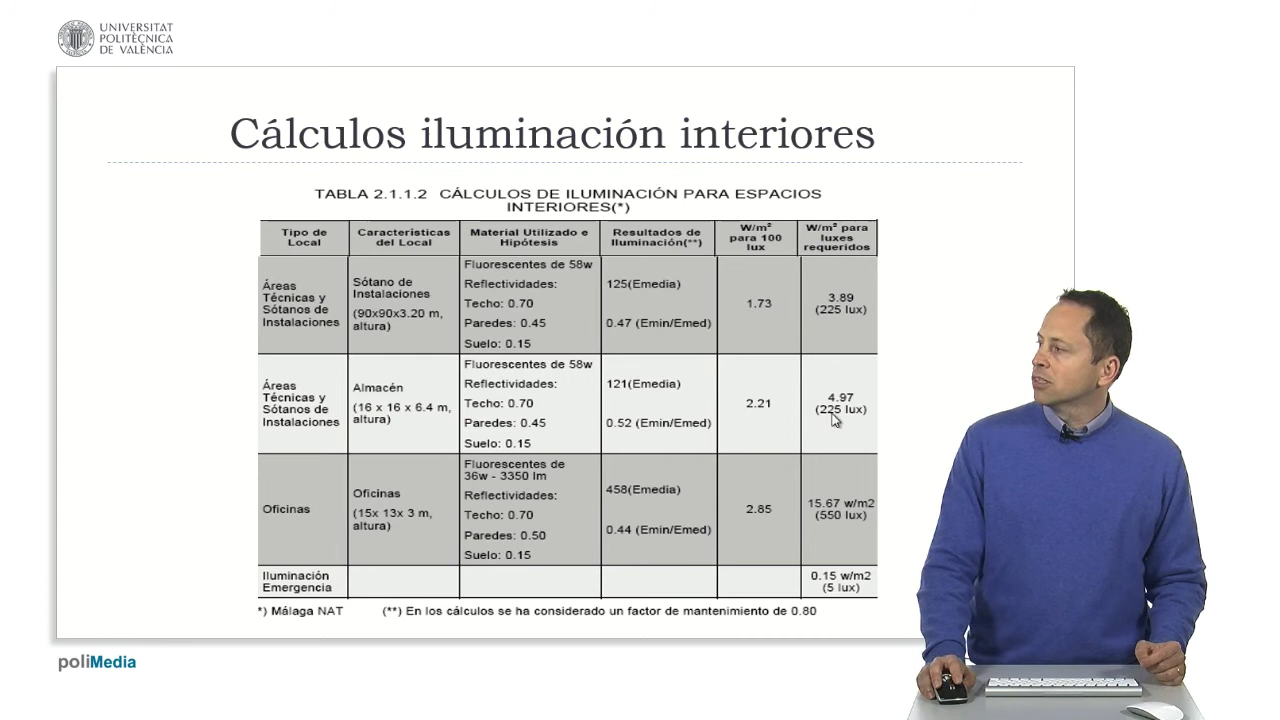 UNIVERSITAT
POLITÈCNICA
DE VALÈNCIA
Cálculos iluminación interiores
TABLA 2.1.1.2 CÁLCULOS DE ILUMINACIÓN PARA ESPACIOS
INTERIORES(*)
Tipo de
Local
Características
del Local
Material Utilizado e
Hipótesis
Resultados de
Iluminación(**)
W/m²
para 100
lux
W/m² para
luxes
requeridos
Áreas
Técnicas y
Sótanos de
Instalaciones
Sótano de
Instalaciones
(90x90x3.20 m,
altura)
Fluorescentes de 58w
Reflectividades:
Techo: 0.70
Paredes: 0.45
Suelo: 0.15
125(Emedia)
0.47 (Emin/Emed)
1.73
3.89
(225 lux)
Áreas
Técnicas y
Sótanos de
Instalaciones
Almacén
(16 x 16 x 6.4 m,
altura)
Fluorescentes de 58w
Reflectividades:
Techo: 0.70
Paredes: 0.45
Suelo: 0.15
121(Emedia)
0.52 (Emin/Emed)
2.21
4.97
(225 lux)
Oficinas
Oficinas
(15x 13x 3 m,
altura)
Fluorescentes de
36w - 3350 lm
Reflectividades:
Techo: 0.70
Paredes: 0.50
Suelo: 0.15
458(Emedia)
0.44 (Emin/Emed)
2.85
15.67 w/m2
(550 lux)
Iluminación
Emergencia
0.15 w/m2
(5 lux)
*) Málaga NAT (**) En los cálculos se ha considerado un factor de mantenimiento de 0.80
poliMedia